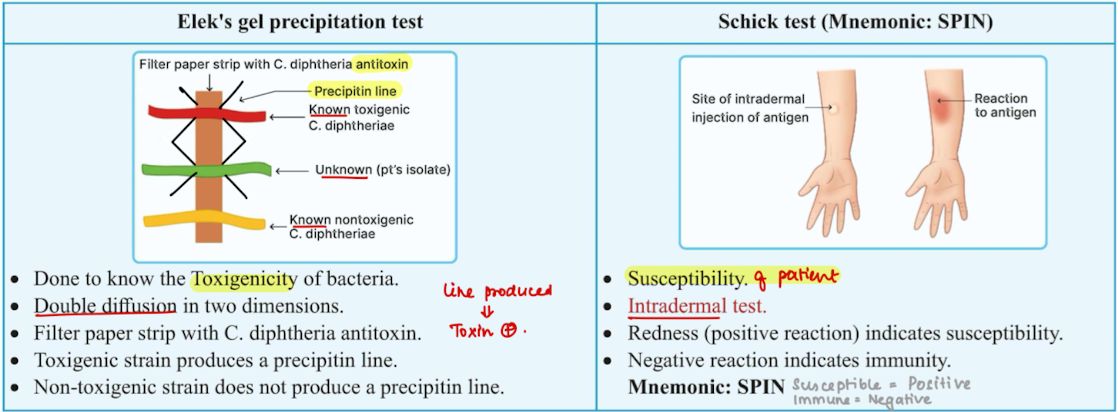 Elek's gel precipitation test
Filter paper strip with C. diphtheria antitoxin
Precipitin line
Known toxigenic
C. diphtheriae
Unknown (pt's isolate)
Known nontoxigenic
C. diphtheriae
• Done to know the Toxigenicity of bacteria.
• Double diffusion in two dimensions.
• Filter paper strip with C. diphtheria antitoxin.
• Toxigenic strain produces a precipitin line.
• Non-toxigenic strain does not produce a precipitin line.
line produced
⇓
Toxin ⊕.
Schick test (Mnemonic: SPIN)
Site of intradermal
injection of antigen
Reaction
to antigen
• Susceptibility. of patient
• Intradermal test.
• Redness (positive reaction) indicates susceptibility.
• Negative reaction indicates immunity.
Mnemonic: SPIN Susceptible = Positive
Immune = Negative